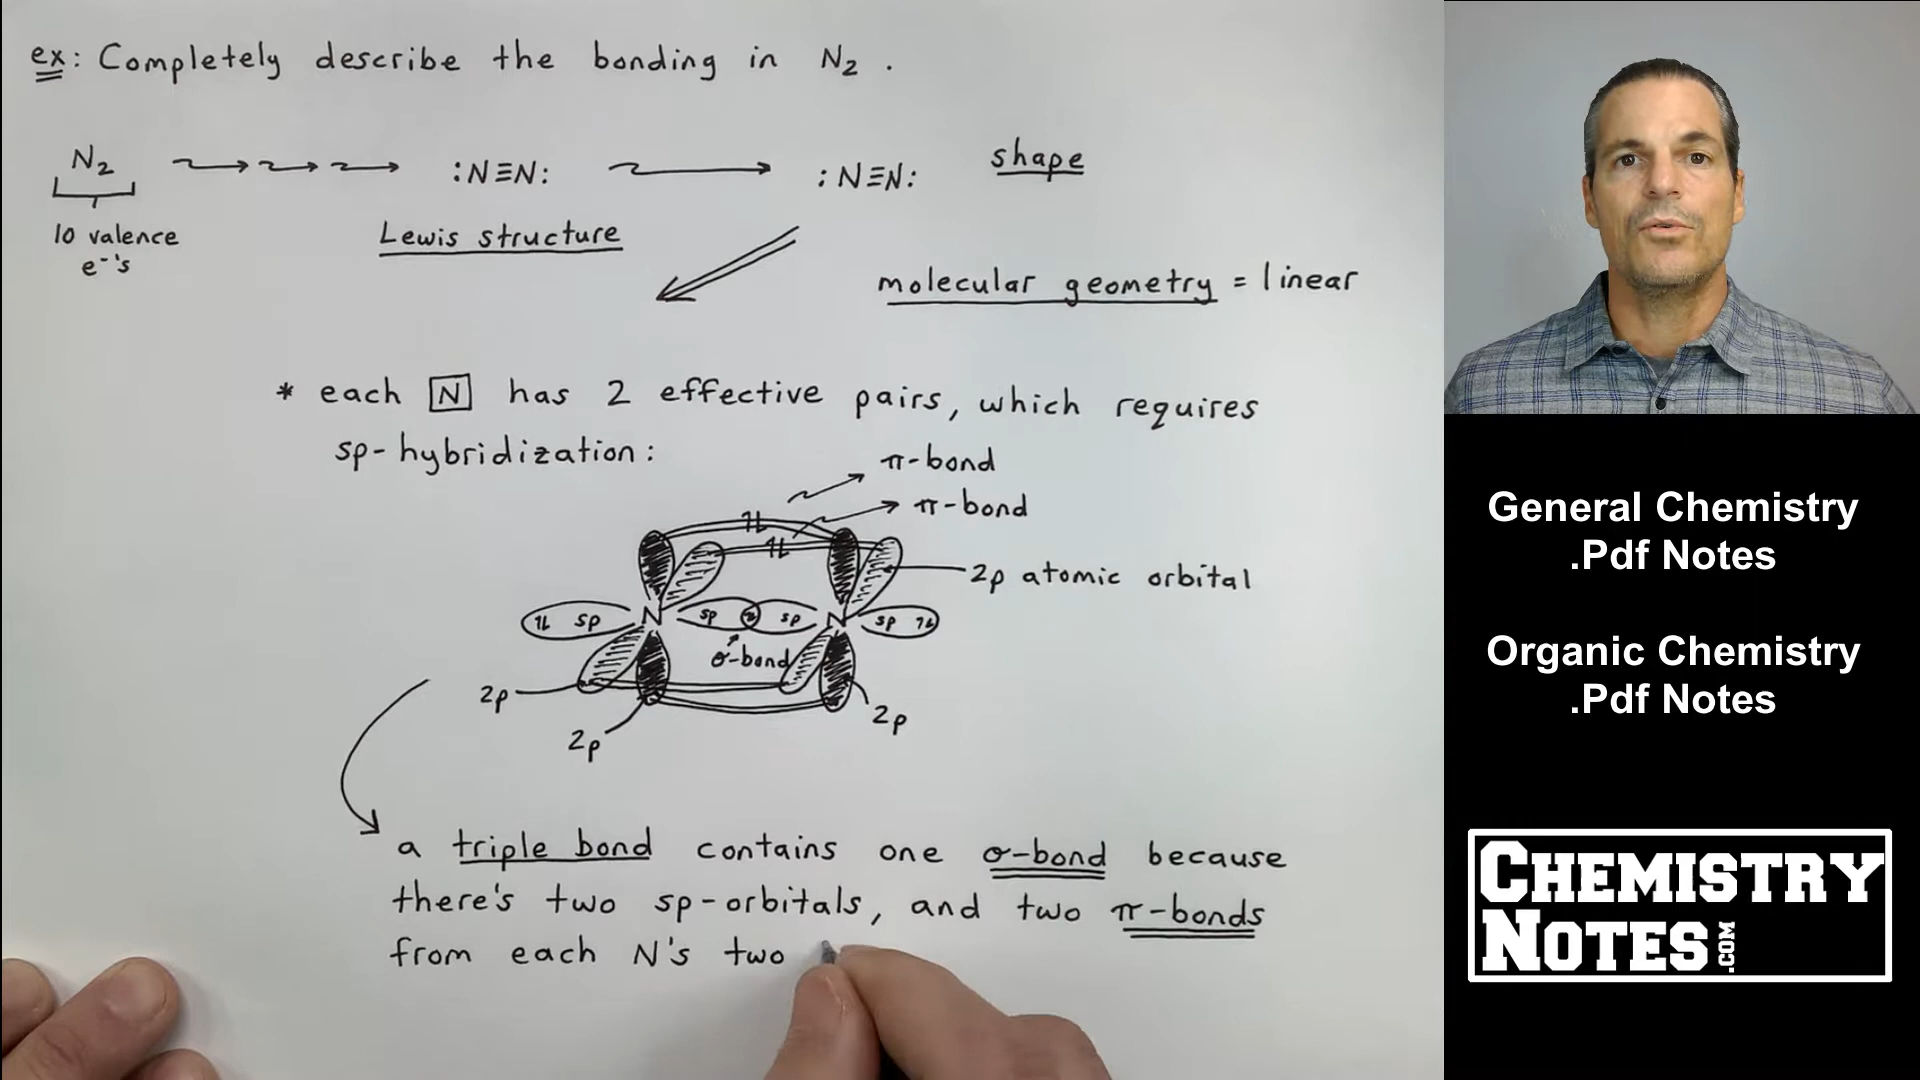 ex: Completely describe the bonding in N₂ .
N₂ :N≡N: :N≡N: shape
10 valence
e⁻'s
Lewis structure
molecular geometry = linear
* each N has 2 effective pairs, which requires
sp-hybridization:
π-bond
π-bond
2p atomic orbital
⥮ sp N sp ⥮ sp N sp ⥮
σ-bond
2p
2p
2p
a triple bond contains one σ-bond because
there's two sp-orbitals, and two π-bonds
from each N's two
General Chemistry
.Pdf Notes
Organic Chemistry
.Pdf Notes
CHEMISTRY
NOTES.COM